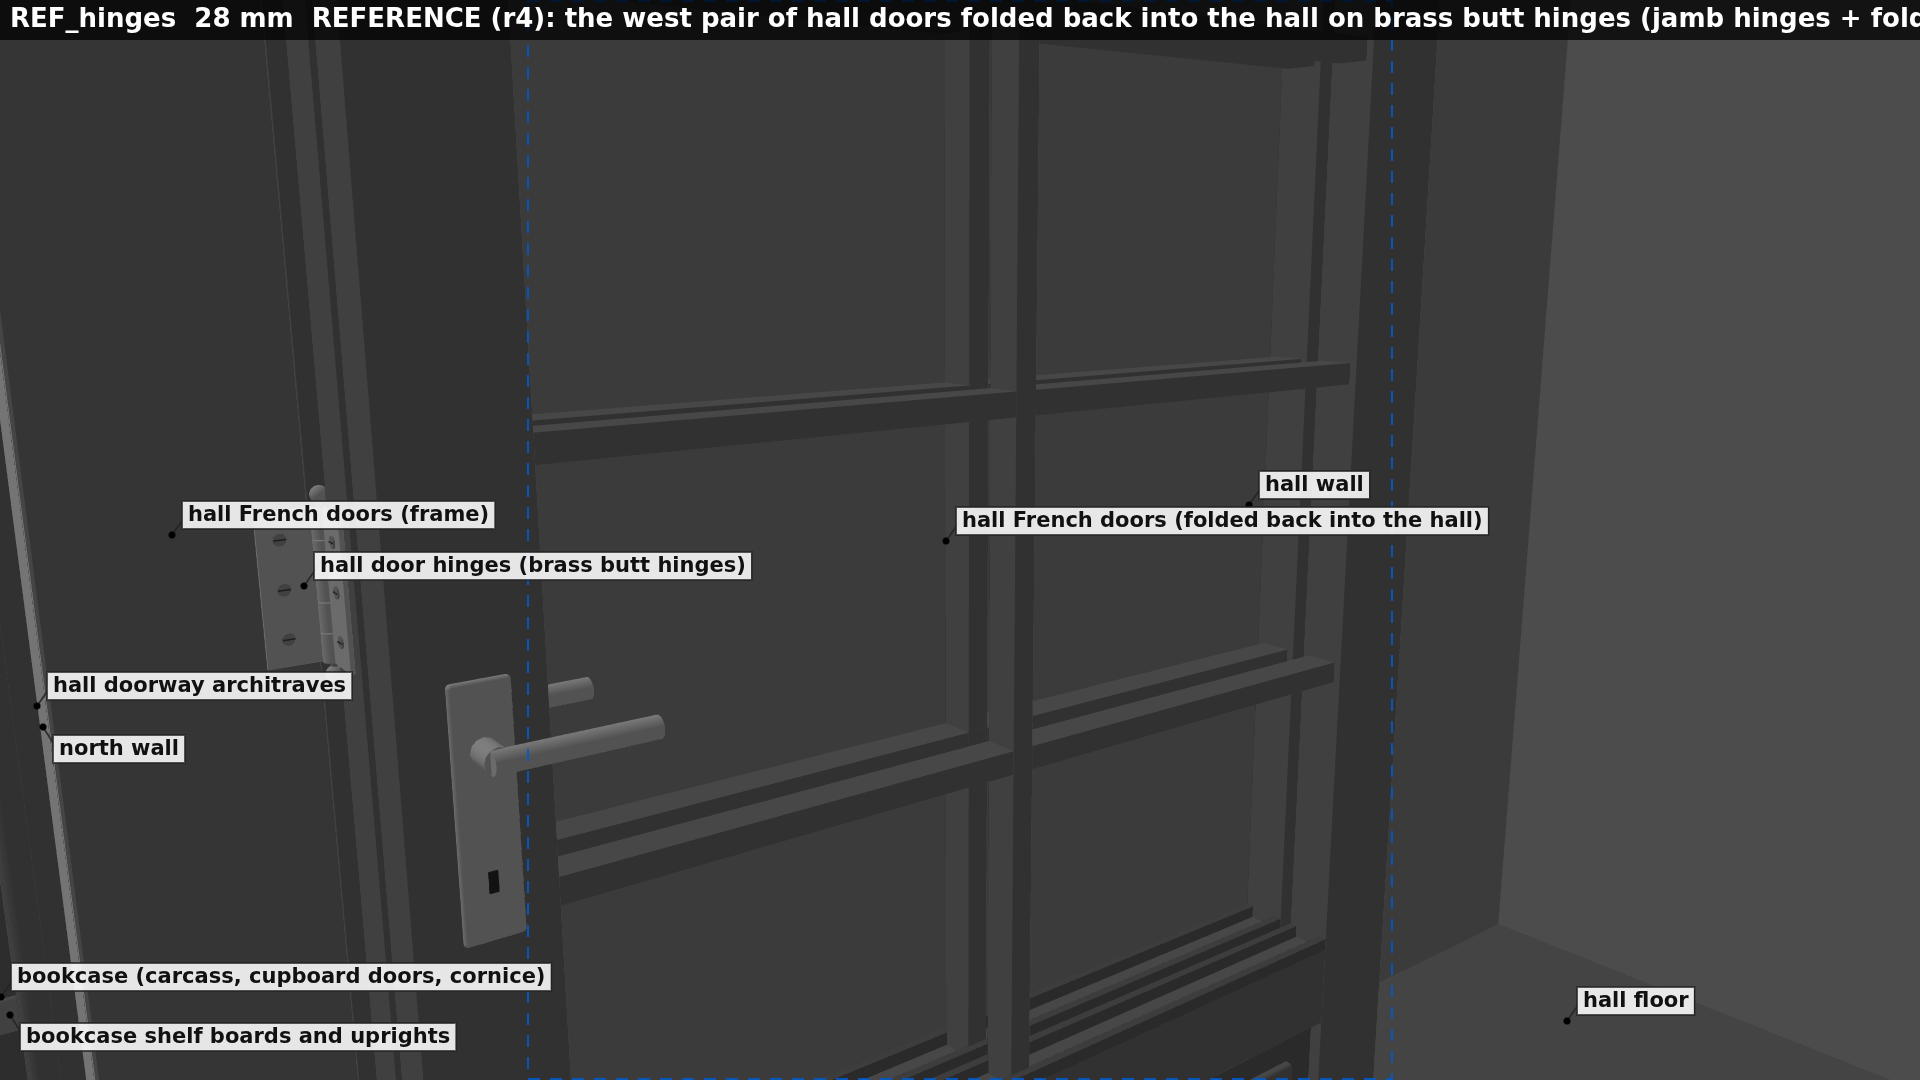 REF_hinges 28 mm REFERENCE (r4): the west pair of hall doors folded back into the hall on brass butt hinges (jamb hinges + fold
hall wall
hall French doors (frame)
hall French doors (folded back into the hall)
hall door hinges (brass butt hinges)
hall doorway architraves
north wall
bookcase (carcass, cupboard doors, cornice)
hall floor
bookcase shelf boards and uprights